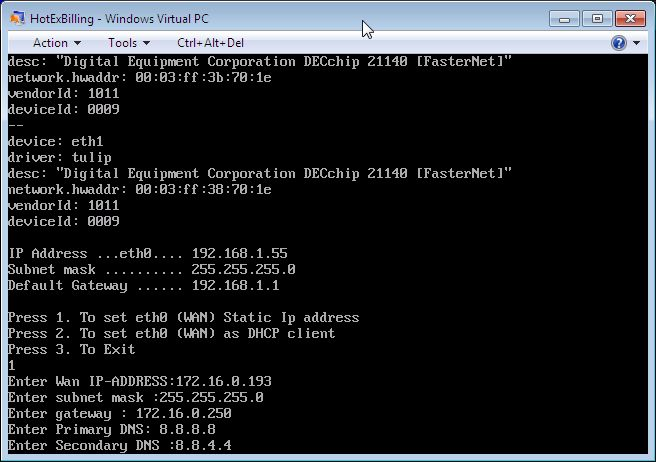 HotExBilling - Windows Virtual PC
Action Tools Ctrl+Alt+Del
desc: "Digital Equipment Corporation DECchip 21140 [FasterNet]"
network.hwaddr: 00:03:ff:3b:70:1e
vendorId: 1011
deviceId: 0009
--
device: eth1
driver: tulip
desc: "Digital Equipment Corporation DECchip 21140 [FasterNet]"
network.hwaddr: 00:03:ff:38:70:1e
vendorId: 1011
deviceId: 0009
IP Address ...eth0.... 192.168.1.55
Subnet mask .......... 255.255.255.0
Default Gateway ...... 192.168.1.1
Press 1. To set eth0 (WAN) Static Ip address
Press 2. To set eth0 (WAN) as DHCP client
Press 3. To Exit
1
Enter Wan IP-ADDRESS:172.16.0.193
Enter subnet mask :255.255.255.0
Enter gateway : 172.16.0.250
Enter Primary DNS: 8.8.8.8
Enter Secondary DNS :8.8.4.4